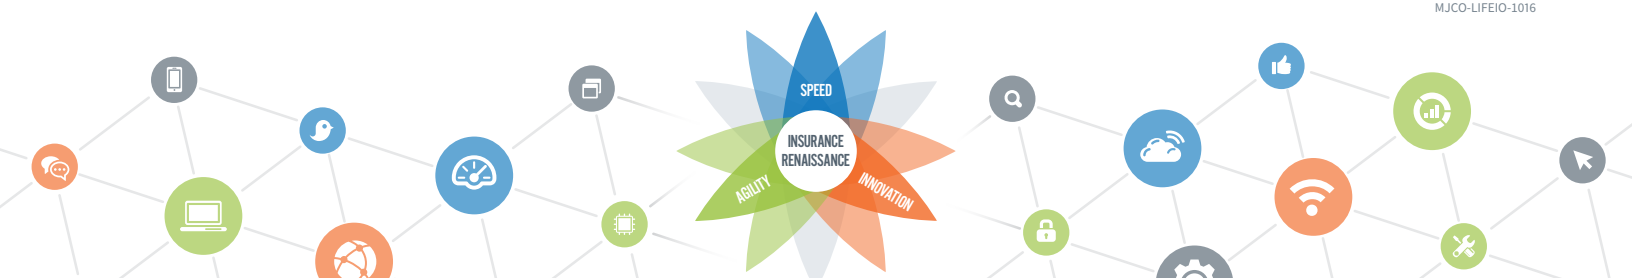 MJCO-LIFEIO-1016
SPEED
INSURANCE
RENAISSANCE
AGILITY
INNOVATION